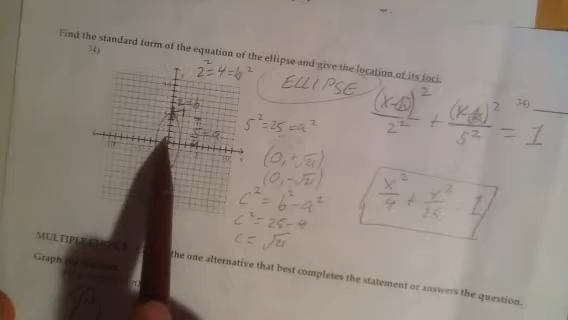 Find the standard form of the equation of the ellipse and give the location of its foci.
34)
2² = 4 = b²
ELLIPSE
2 = b
5 = a
5² = 25 = a²
(0, +√21)
(0, -√21)
c² = b² - a²
c² = 25 - 4
c = √21
(x-0)²/2² + (y-0)²/5² = 1
x²/4 + y²/25 = 1
MULTIPLE the one alternative that best completes the statement or answers the question.
Graph the